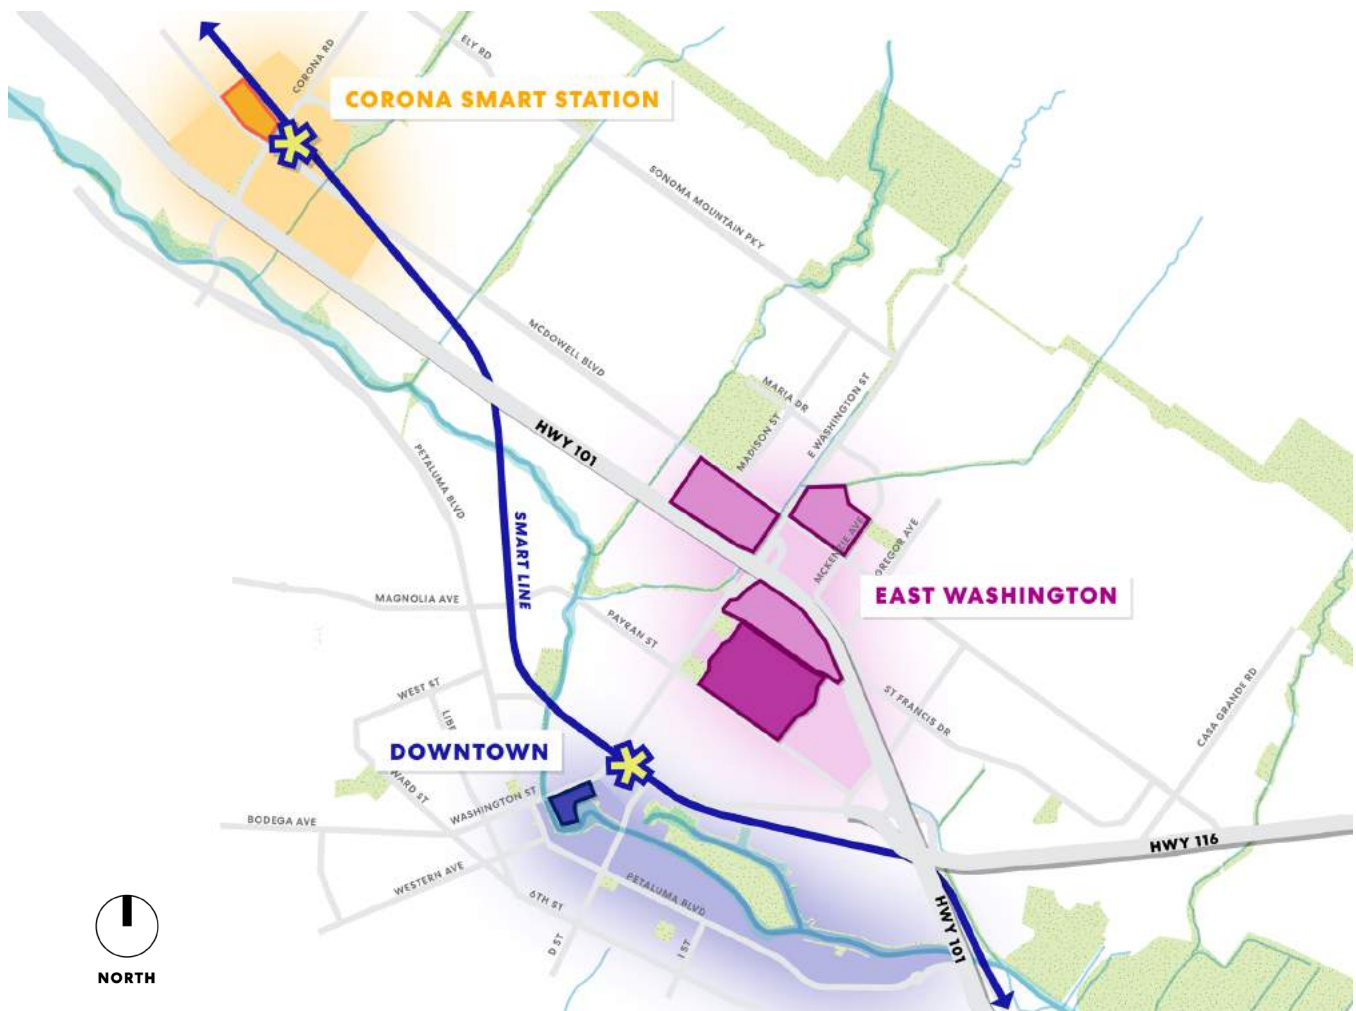 ELY RD
CORONA RD
CORONA SMART STATION
SONOMA MOUNTAIN PKY
MCDOWELL BLVD
MARIA DR
MADISON ST
E WASHINGTON ST
HWY 101
PETALUMA BLVD
SMART LINE
MCKENZIE AVE
GREGOR AVE
EAST WASHINGTON
MAGNOLIA AVE
PAYRAN ST
WEST ST
ST FRANCIS DR
CASA GRANDE RD
DOWNTOWN
WASHINGTON ST
BODEGA AVE
WESTERN AVE
HWY 116
PETALUMA BLVD
6TH ST
D ST
I ST
HWY 101
NORTH